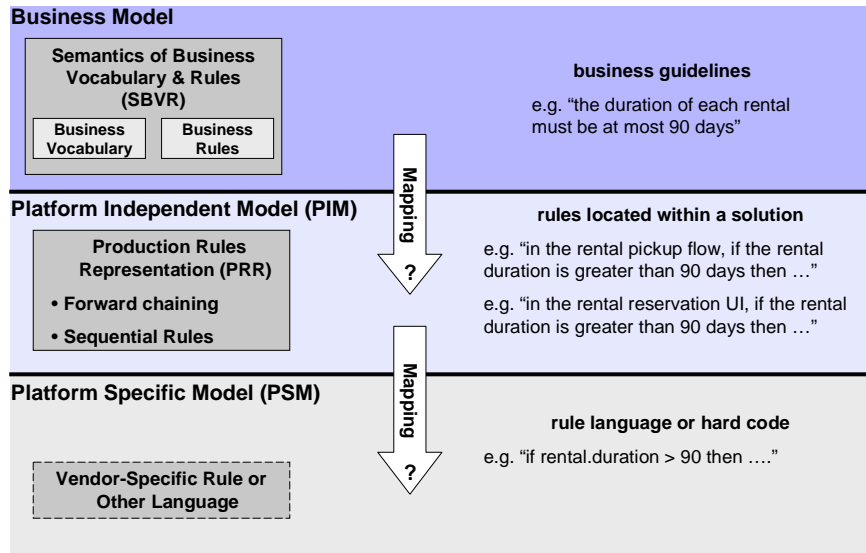 Business Model
Semantics of Business
Vocabulary & Rules
(SBVR)
Business
Vocabulary
Business
Rules
business guidelines
e.g. “the duration of each rental
must be at most 90 days”
Mapping
?
Platform Independent Model (PIM)
Production Rules
Representation (PRR)
• Forward chaining
• Sequential Rules
rules located within a solution
e.g. “in the rental pickup flow, if the rental
duration is greater than 90 days then …”
e.g. “in the rental reservation UI, if the rental
duration is greater than 90 days then …”
Mapping
?
Platform Specific Model (PSM)
Vendor-Specific Rule or
Other Language
rule language or hard code
e.g. “if rental.duration > 90 then ….”